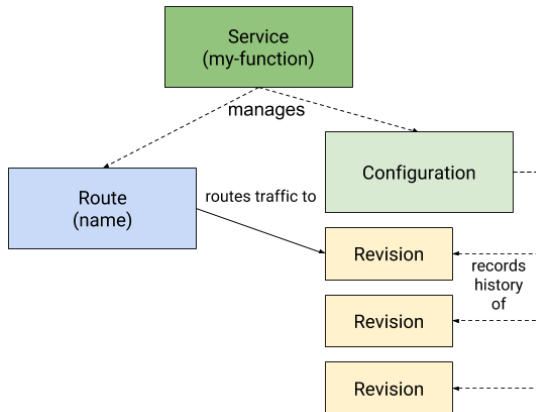 Service
(my-function)
manages
Configuration
Route
(name)
routes traffic to
Revision
records
history
of
Revision
Revision